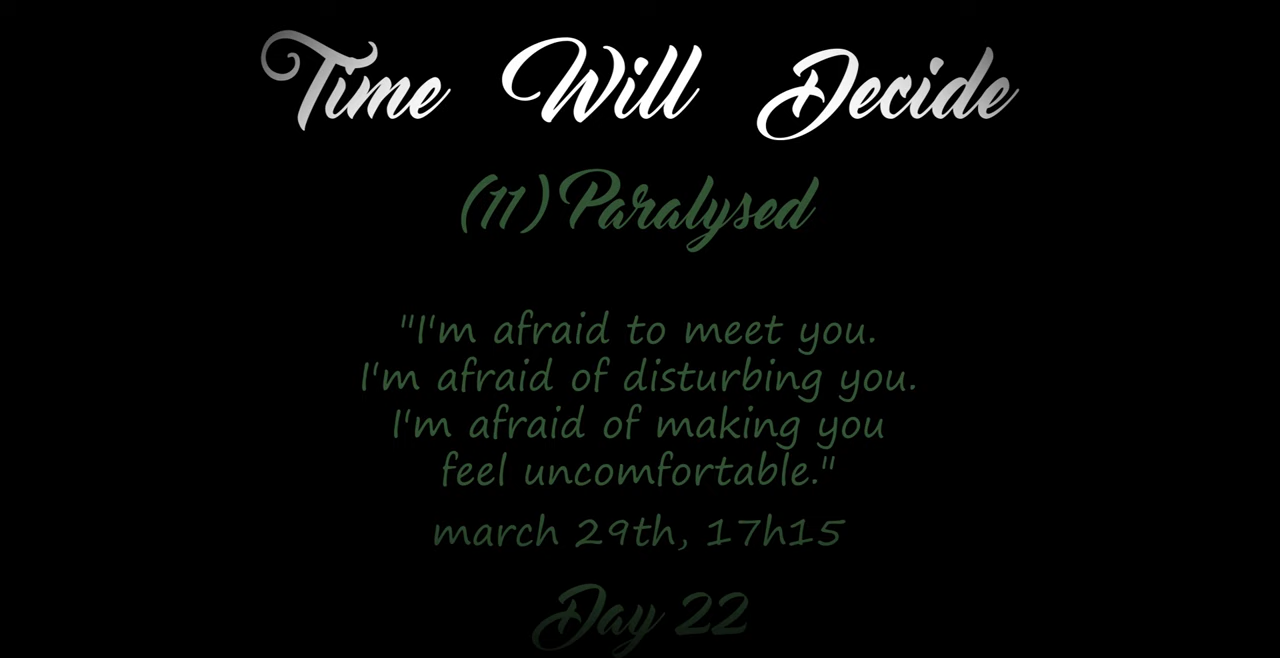 Time Will Decide
(11) Paralysed
"I'm afraid to meet you.
I'm afraid of disturbing you.
I'm afraid of making you
feel uncomfortable."
march 29th, 17h15
Day 22